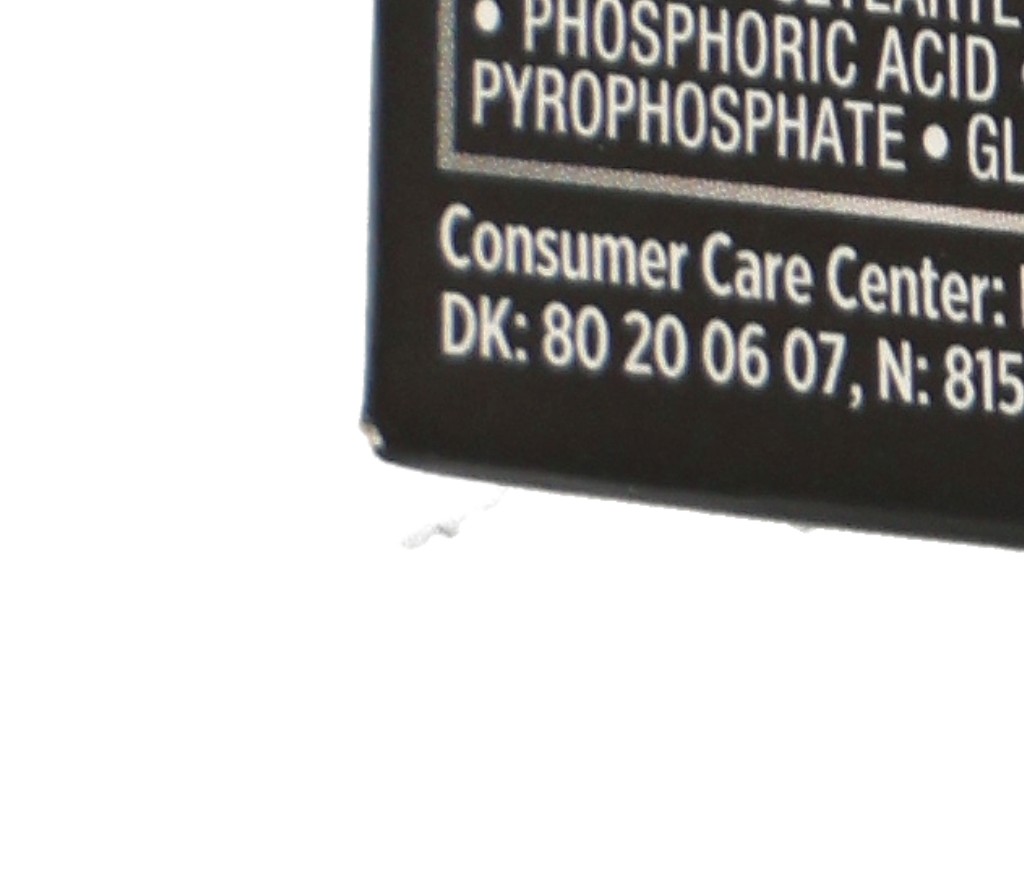 • PHOSPHORIC ACID
PYROPHOSPHATE • GL
Consumer Care Center:
DK: 80 20 06 07, N: 815